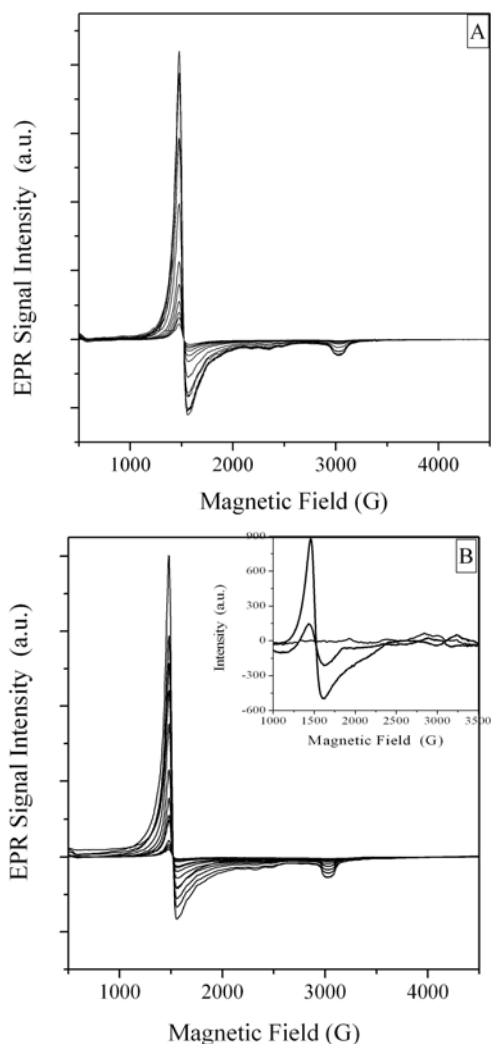 A
EPR Signal Intensity (a.u.)
1000 2000 3000 4000
Magnetic Field (G)
B
900
600
300
0
-300
-600
Intensity (a.u.)
1000 1500 2000 2500 3000 3500
Magnetic Field (G)
EPR Signal Intensity (a.u.)
1000 2000 3000 4000
Magnetic Field (G)